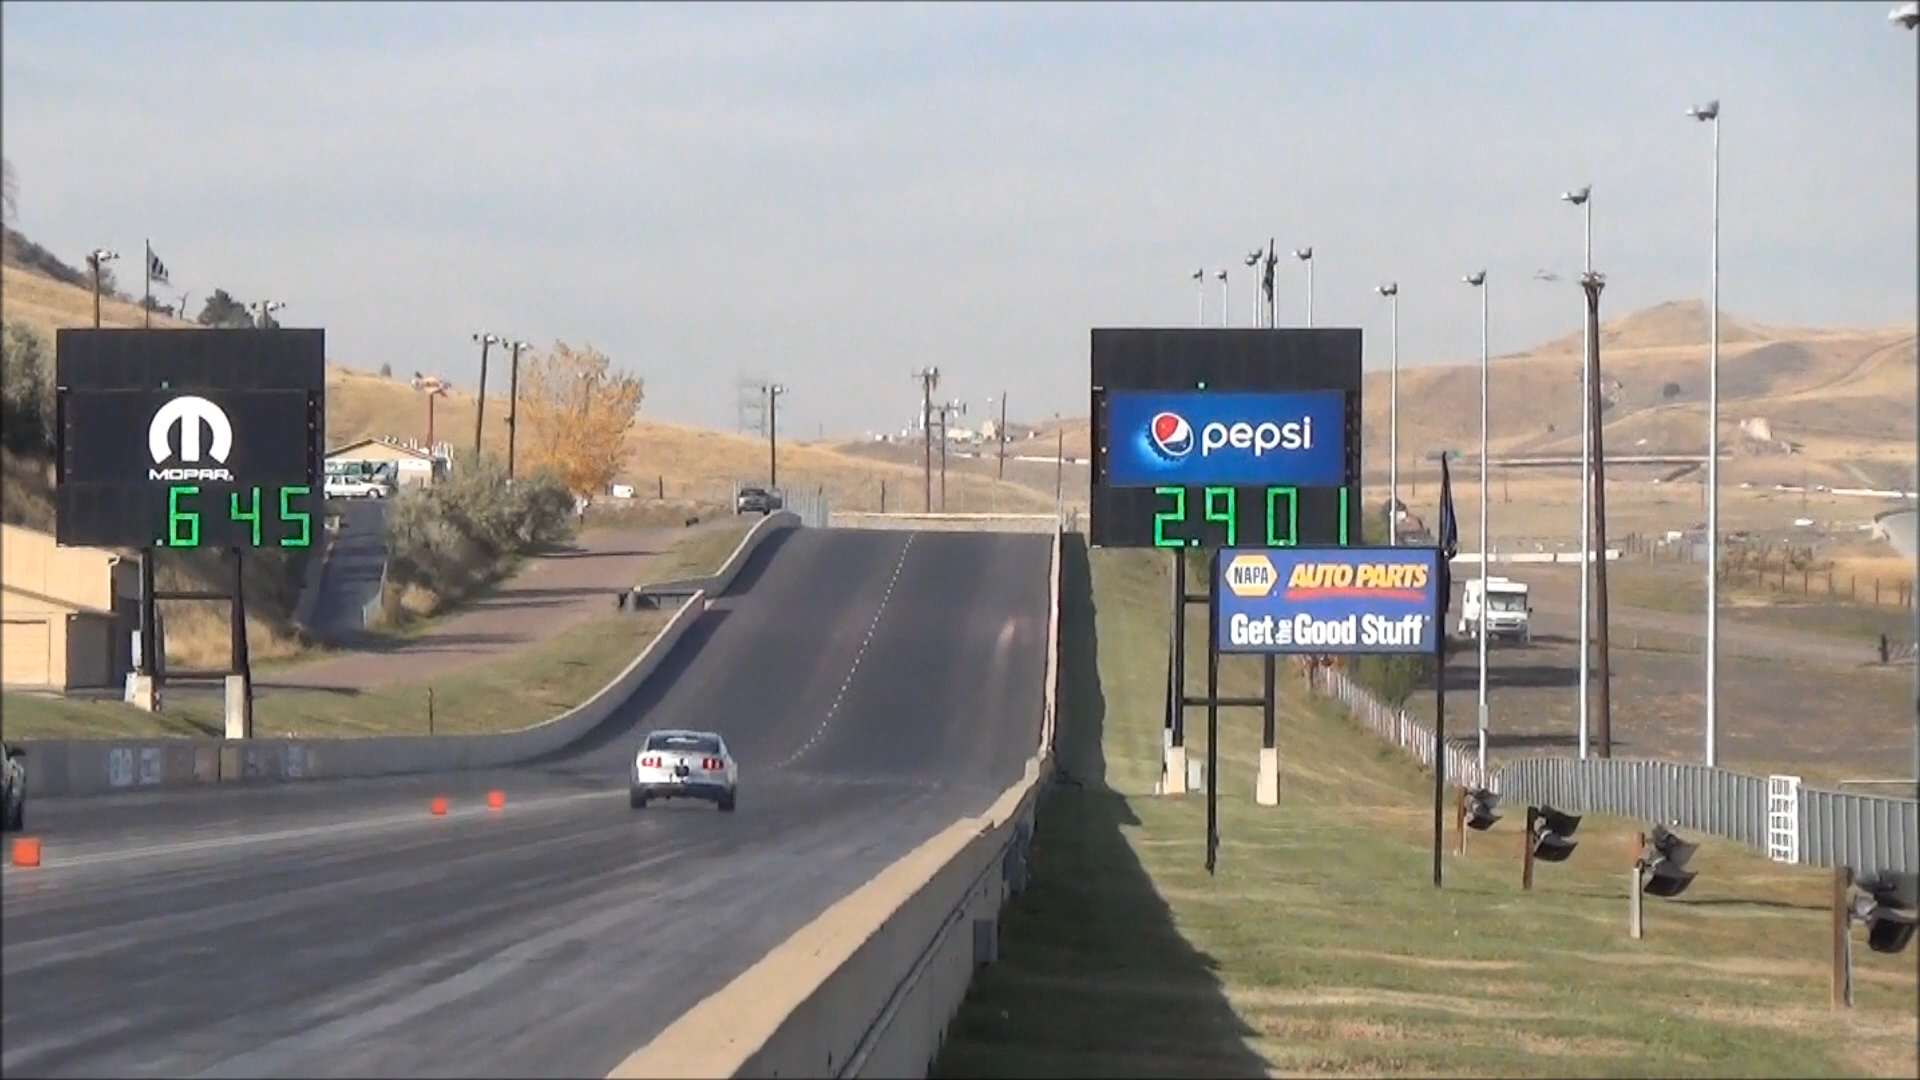 MOPAR
.645
pepsi
2.901
NAPA AUTO PARTS
Get the Good Stuff